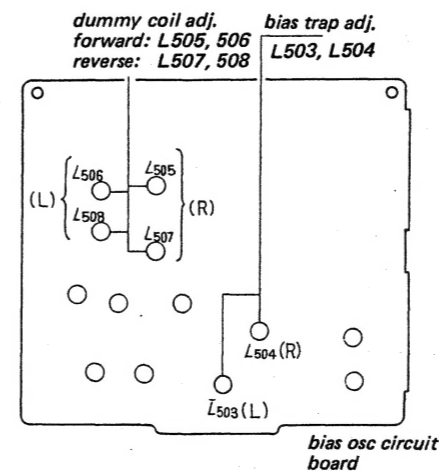 dummy coil adj.
forward: L505, 506
reverse: L507, 508
bias trap adj.
L503, L504
L506
L505
(L)
(R)
L508
L507
L504(R)
L503(L)
bias osc circuit
board